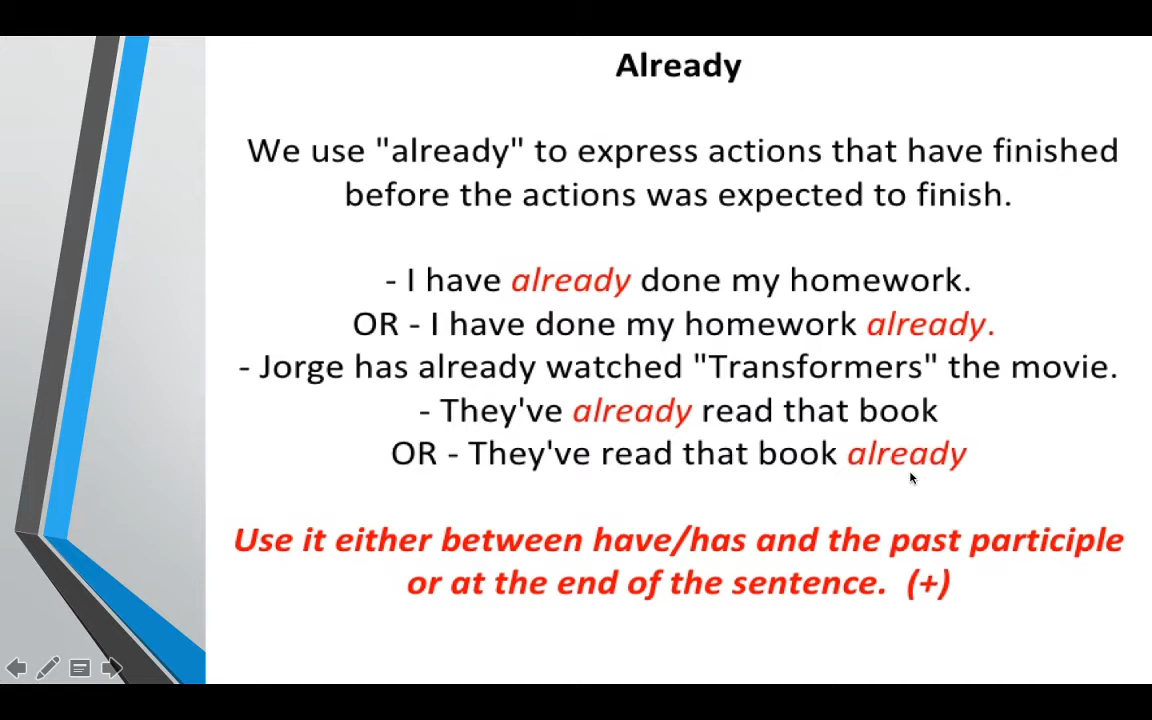 Already
We use "already" to express actions that have finished
before the actions was expected to finish.
- I have already done my homework.
OR - I have done my homework already.
- Jorge has already watched "Transformers" the movie.
- They've already read that book
OR - They've read that book already
Use it either between have/has and the past participle
or at the end of the sentence.  (+)